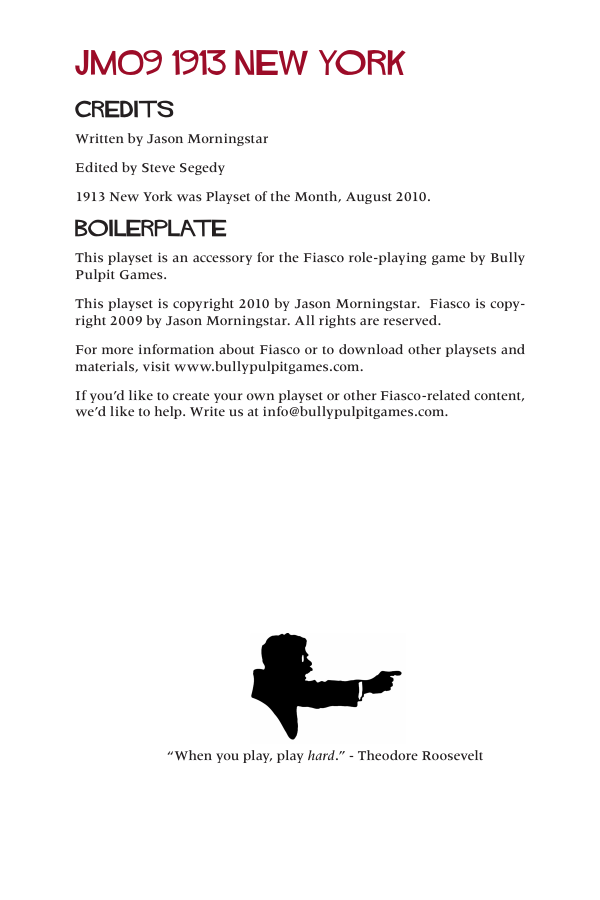 JM09 1913 NEW YORK
CREDITS
Written by Jason Morningstar
Edited by Steve Segedy
1913 New York was Playset of the Month, August 2010.
BOILERPLATE
This playset is an accessory for the Fiasco role-playing game by Bully
Pulpit Games.
This playset is copyright 2010 by Jason Morningstar.  Fiasco is copy-
right 2009 by Jason Morningstar. All rights are reserved.
For more information about Fiasco or to download other playsets and
materials, visit www.bullypulpitgames.com.
If you’d like to create your own playset or other Fiasco-related content,
we’d like to help. Write us at info@bullypulpitgames.com.
“When you play, play hard.” - Theodore Roosevelt